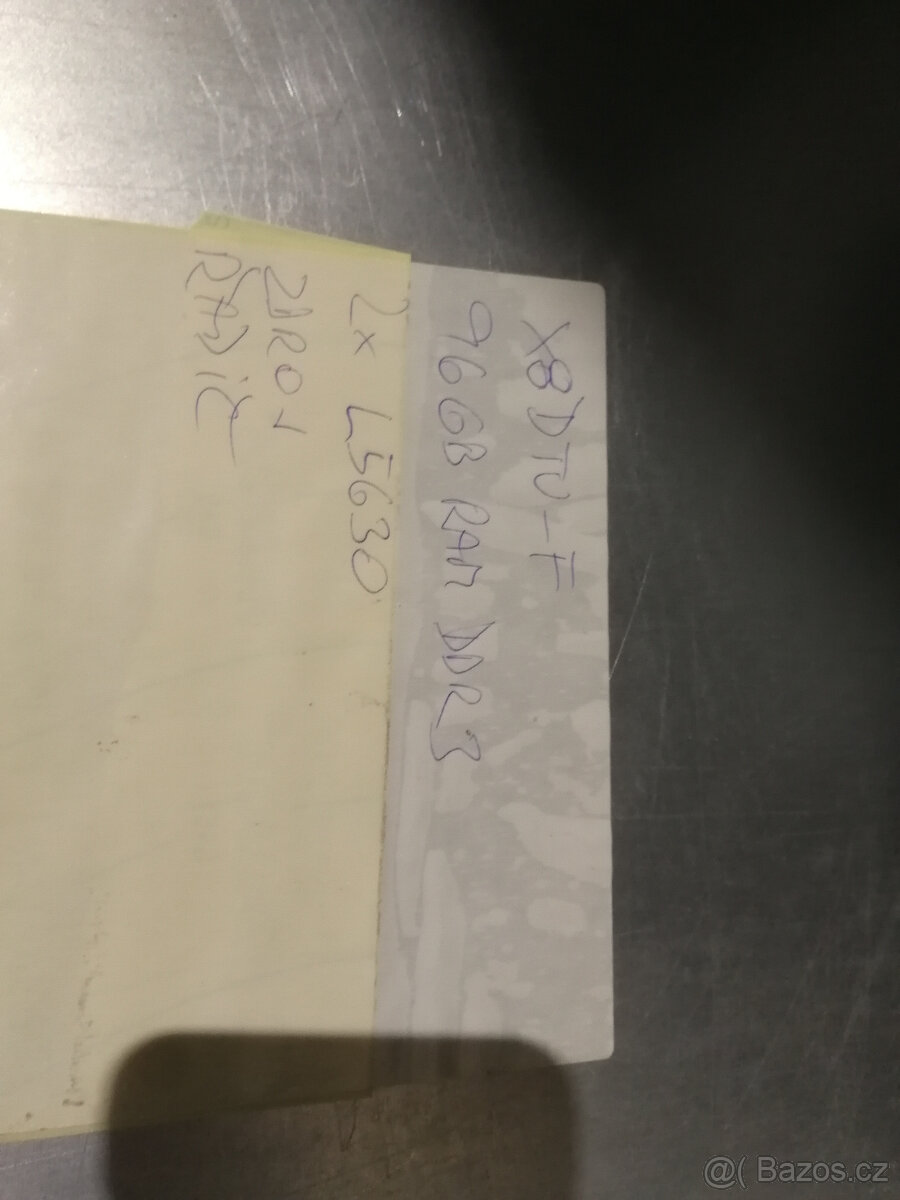 X8DTU-F
96GB RAM DDR3
2x L5630
ZDROJ
ŘADIČ
@( Bazos.cz